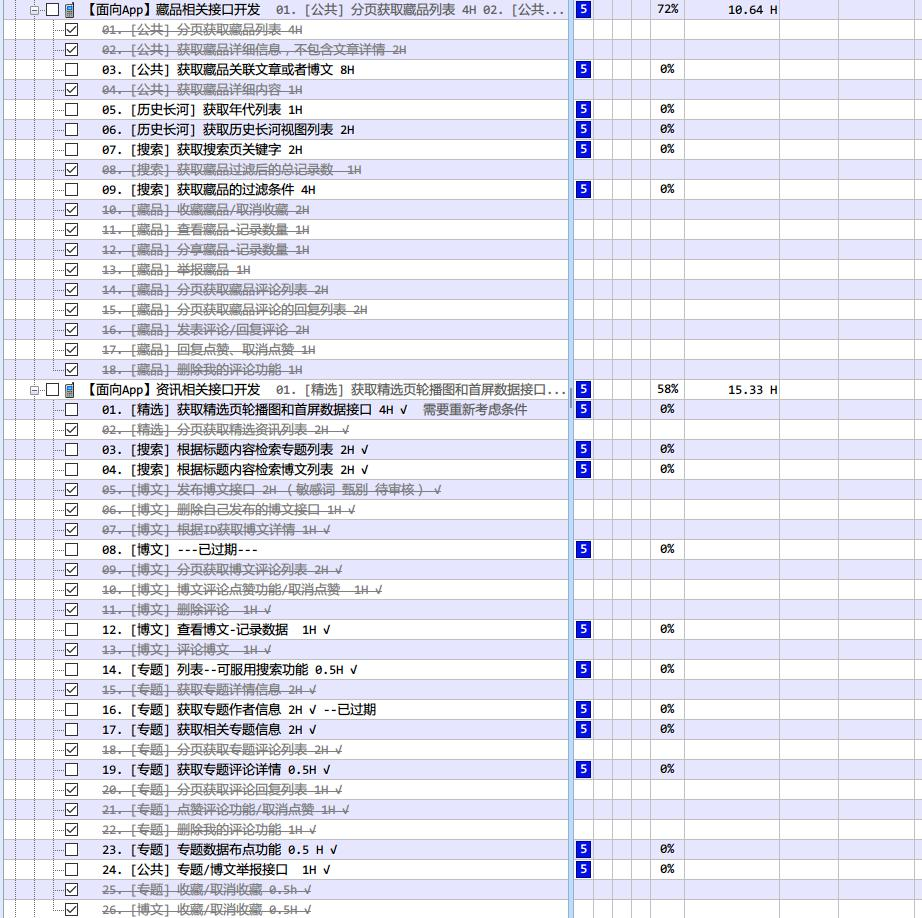 【面向App】藏品相关接口开发 01. [公共] 分页获取藏品列表 4H 02. [公共... 5 72% 10.64 H
01. [公共] 分页获取藏品列表 4H
02. [公共] 获取藏品详细信息，不包含文章详情 2H
03. [公共] 获取藏品关联文章或者博文 8H 5 0%
04. [公共] 获取藏品详细内容 1H
05. [历史长河] 获取年代列表 1H 5 0%
06. [历史长河] 获取历史长河视图列表 2H 5 0%
07. [搜索] 获取搜索页关键字 2H 5 0%
08. [搜索] 获取藏品过滤后的总记录数 1H
09. [搜索] 获取藏品的过滤条件 4H 5 0%
10. [藏品] 收藏藏品/取消收藏 2H
11. [藏品] 查看藏品-记录数量 1H
12. [藏品] 分享藏品-记录数量 1H
13. [藏品] 举报藏品 1H
14. [藏品] 分页获取藏品评论列表 2H
15. [藏品] 分页获取藏品评论的回复列表 2H
16. [藏品] 发表评论/回复评论 2H
17. [藏品] 回复点赞、取消点赞 1H
18. [藏品] 删除我的评论功能 1H
【面向App】资讯相关接口开发 01. [精选] 获取精选页轮播图和首屏数据接口... 5 58% 15.33 H
01. [精选] 获取精选页轮播图和首屏数据接口 4H √ 需要重新考虑条件 5 0%
02. [精选] 分页获取精选资讯列表 2H √
03. [搜索] 根据标题内容检索专题列表 2H √ 5 0%
04. [搜索] 根据标题内容检索博文列表 2H √ 5 0%
05. [博文] 发布博文接口 2H （ 敏感词 甄别 待审核 ） √
06. [博文] 删除自己发布的博文接口 1H √
07. [博文] 根据ID获取博文详情 1H √
08. [博文] ---已过期--- 5 0%
09. [博文] 分页获取博文评论列表 2H √
10. [博文] 博文评论点赞功能/取消点赞 1H √
11. [博文] 删除评论 1H √
12. [博文] 查看博文-记录数据 1H √ 5 0%
13. [博文] 评论博文 1H √
14. [专题] 列表--可服用搜索功能 0.5H √ 5 0%
15. [专题] 获取专题详情信息 2H √
16. [专题] 获取专题作者信息 2H √ --已过期 5 0%
17. [专题] 获取相关专题信息 2H √ 5 0%
18. [专题] 分页获取专题评论列表 2H √
19. [专题] 获取专题评论详情 0.5H √ 5 0%
20. [专题] 分页获取评论回复列表 1H √
21. [专题] 点赞评论功能/取消点赞 1H √
22. [专题] 删除我的评论功能 1H √
23. [专题] 专题数据布点功能 0.5 H √ 5 0%
24. [公共] 专题/博文举报接口 1H √ 5 0%
25. [专题] 收藏/取消收藏 0.5h √
26. [博文] 收藏/取消收藏 0.5H √